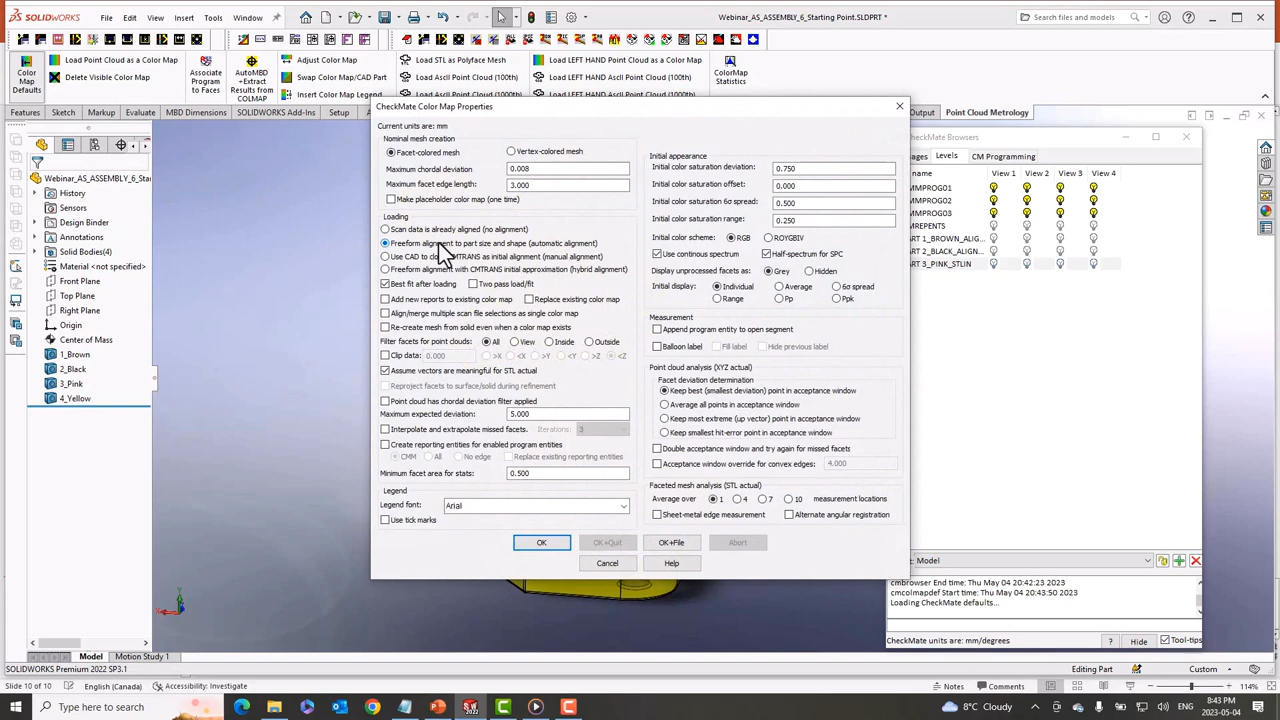 SOLIDWORKS File Edit View Insert Tools Window Webinar_AS_ASSEMBLY_6_Starting Point.SLDPRT * Search files and models
Color Map Defaults
Load Point Cloud as a Color Map
Delete Visible Color Map
Associate Program to Faces
AutoMBD +Extract Results from COLMAP
Adjust Color Map
Swap Color Map/CAD Part
Insert Color Map Legend
Load STL as Polyface Mesh
Load Ascii Point Cloud (100th)
Load LEFT HAND Point Cloud as a Color Map
Load LEFT HAND Ascii Point Cloud (100th)
ColorMap Statistics
Features Sketch Markup Evaluate MBD Dimensions SOLIDWORKS Add-Ins Setup Output Point Cloud Metrology
Webinar_AS_ASSEMBLY_6_Sta
History
Sensors
Design Binder
Annotations
Solid Bodies(4)
Material <not specified>
Front Plane
Top Plane
Right Plane
Origin
Center of Mass
1_Brown
2_Black
3_Pink
4_Yellow
CheckMate Color Map Properties
Current units are: mm
Nominal mesh creation
Facet-colored mesh Vertex-colored mesh
Maximum chordal deviation 0.008
Maximum facet edge length: 3.000
Make placeholder color map (one time)
Loading
Scan data is already aligned (no alignment)
Freeform alignment to part size and shape (automatic alignment)
Use CAD to clo MTRANS as initial alignment (manual alignment)
Freeform alignment with CMTRANS initial approximation (hybrid alignment)
Best fit after loading Two pass load/fit
Add new reports to existing color map Replace existing color map
Align/merge multiple scan file selections as single color map
Re-create mesh from solid even when a color map exists
Filter facets for point clouds: All View Inside Outside
Clip data: 0.000 >X <X >Y <Y >Z <Z
Assume vectors are meaningful for STL actual
Reproject facets to surface/solid during refinement
Point cloud has chordal deviation filter applied
Maximum expected deviation: 5.000
Interpolate and extrapolate missed facets. Iterations: 3
Create reporting entities for enabled program entities
CMM All No edge Replace existing reporting entities
Minimum facet area for stats: 0.500
Legend
Legend font: Arial
Use tick marks
Initial appearance
Initial color saturation deviation: 0.750
Initial color saturation offset: 0.000
Initial color saturation 6σ spread: 0.500
Initial color saturation range: 0.250
Initial color scheme: RGB ROYGBIV
Use continuous spectrum Half-spectrum for SPC
Display unprocessed facets as: Grey Hidden
Initial display: Individual Average 6σ spread
Range Pp Ppk
Measurement
Append program entity to open segment
Balloon label Fill label Hide previous label
Point cloud analysis (XYZ actual)
Facet deviation determination
Keep best (smallest deviation) point in acceptance window
Average all points in acceptance window
Keep most extreme (up vector) point in acceptance window
Keep smallest hit-error point in acceptance window
Double acceptance window and try again for missed facets
Acceptance window override for convex edges: 4.000
Faceted mesh analysis (STL actual)
Average over 1 4 7 10 measurement locations
Sheet-metal edge measurement Alternate angular registration
OK OK+Quit OK+File Abort
Cancel Help
CheckMate Browsers
ages Levels CM Programming
name View 1 View 2 View 3 View 4
MMPROG01
MMPROG02
MMPROG03
MREPENTS
ART 1_BROWN_ALIGN...
ART 2_BLACK_ALIGN...
ART 3_PINK_STLIN
: Model
cmbrowser End time: Thu May 04 20:42:23 2023
cmcolmapdef Start time: Thu May 04 20:43:50 2023
Loading CheckMate defaults...
CheckMate units are: mm/degrees ? Hide Tool-tips
Y X
Model Motion Study 1
SOLIDWORKS Premium 2022 SP3.1 Editing Part Custom
Slide 10 of 10 English (Canada) Accessibility: Investigate Notes Comments 114%
Type here to search 8°C Cloudy 8:43 PM
2023-05-04